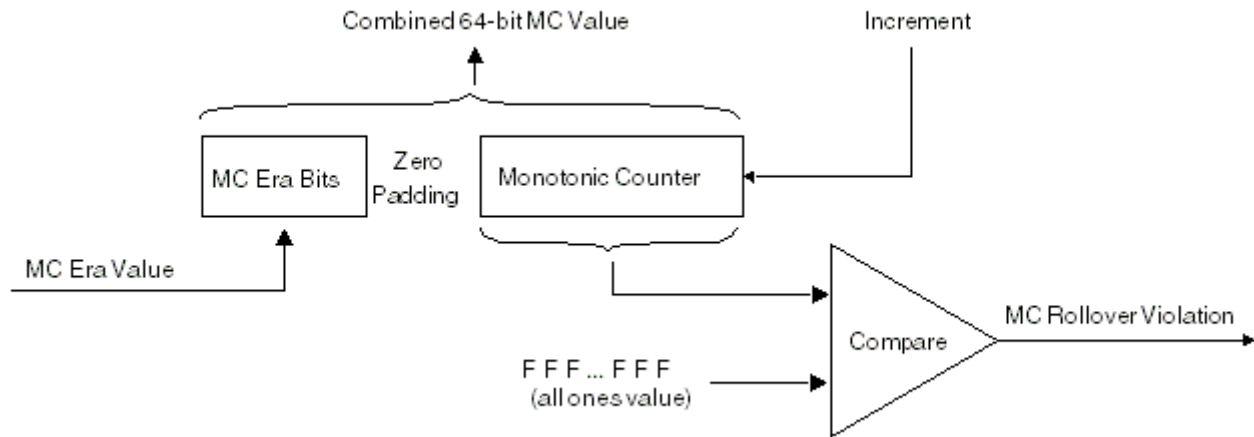 Combined 64-bit MC Value
Increment
MC Era Bits
Zero
Padding
Monotonic Counter
MC Era Value
MC Rollover Violation
Compare
F F F ... F F F
(all ones value)